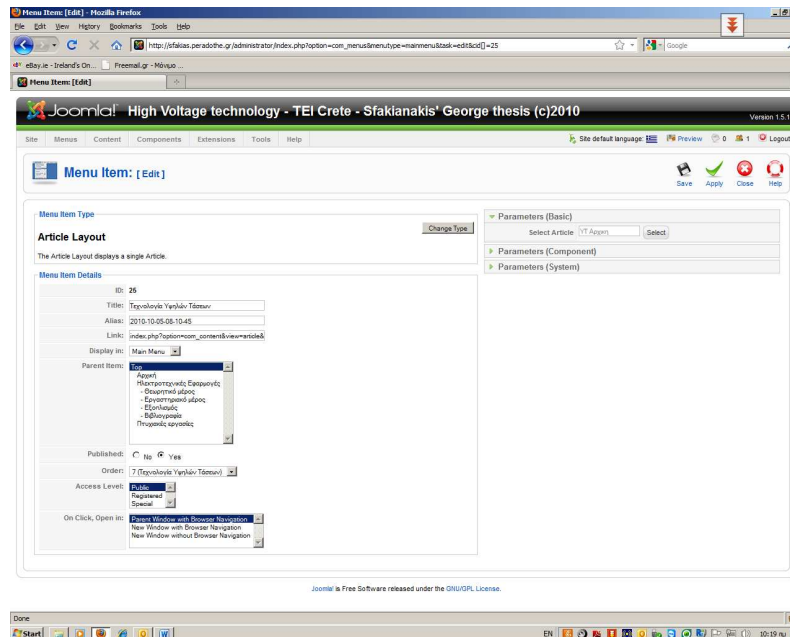 Menu Item: [Edit] - Mozilla Firefox
File Edit View History Bookmarks Tools Help
http://sfakias.peradothe.gr/administrator/index.php?option=com_menus&menutype=mainmenu&task=edit&cid[]=25
Google
eBay.ie - Ireland's On... Freemail.gr - Μόνιμο ...
Menu Item: [Edit]
Joomla! High Voltage technology - TEI Crete - Sfakianakis' George thesis (c)2010
Version 1.5.1
Site Menus Content Components Extensions Tools Help
Site default language: Preview 0 1 Logout
Menu Item: [ Edit ]
Save Apply Close Help
Menu Item Type
Change Type
Article Layout
The Article Layout displays a single Article.
Menu Item Details
ID: 25
Title: Τεχνολογία Υψηλών Τάσεων
Alias: 2010-10-05-08-10-45
Link: index.php?option=com_content&view=article&
Display in: Main Menu
Parent Item: Top
Αρχική
Ηλεκτροτεχνικές Εφαρμογές
- Θεωρητικό μέρος
- Εργαστηριακό μέρος
- Εξοπλισμός
- Βιβλιογραφία
Πτυχιακές εργασίες
Published: No Yes
Order: 7 (Τεχνολογία Υψηλών Τάσεων)
Access Level: Public
Registered
Special
On Click, Open in: Parent Window with Browser Navigation
New Window with Browser Navigation
New Window without Browser Navigation
Parameters (Basic)
Select Article ΥΤ Αρχικη Select
Parameters (Component)
Parameters (System)
Joomla! is Free Software released under the GNU/GPL License.
Done
Start EN 10:19 πμ